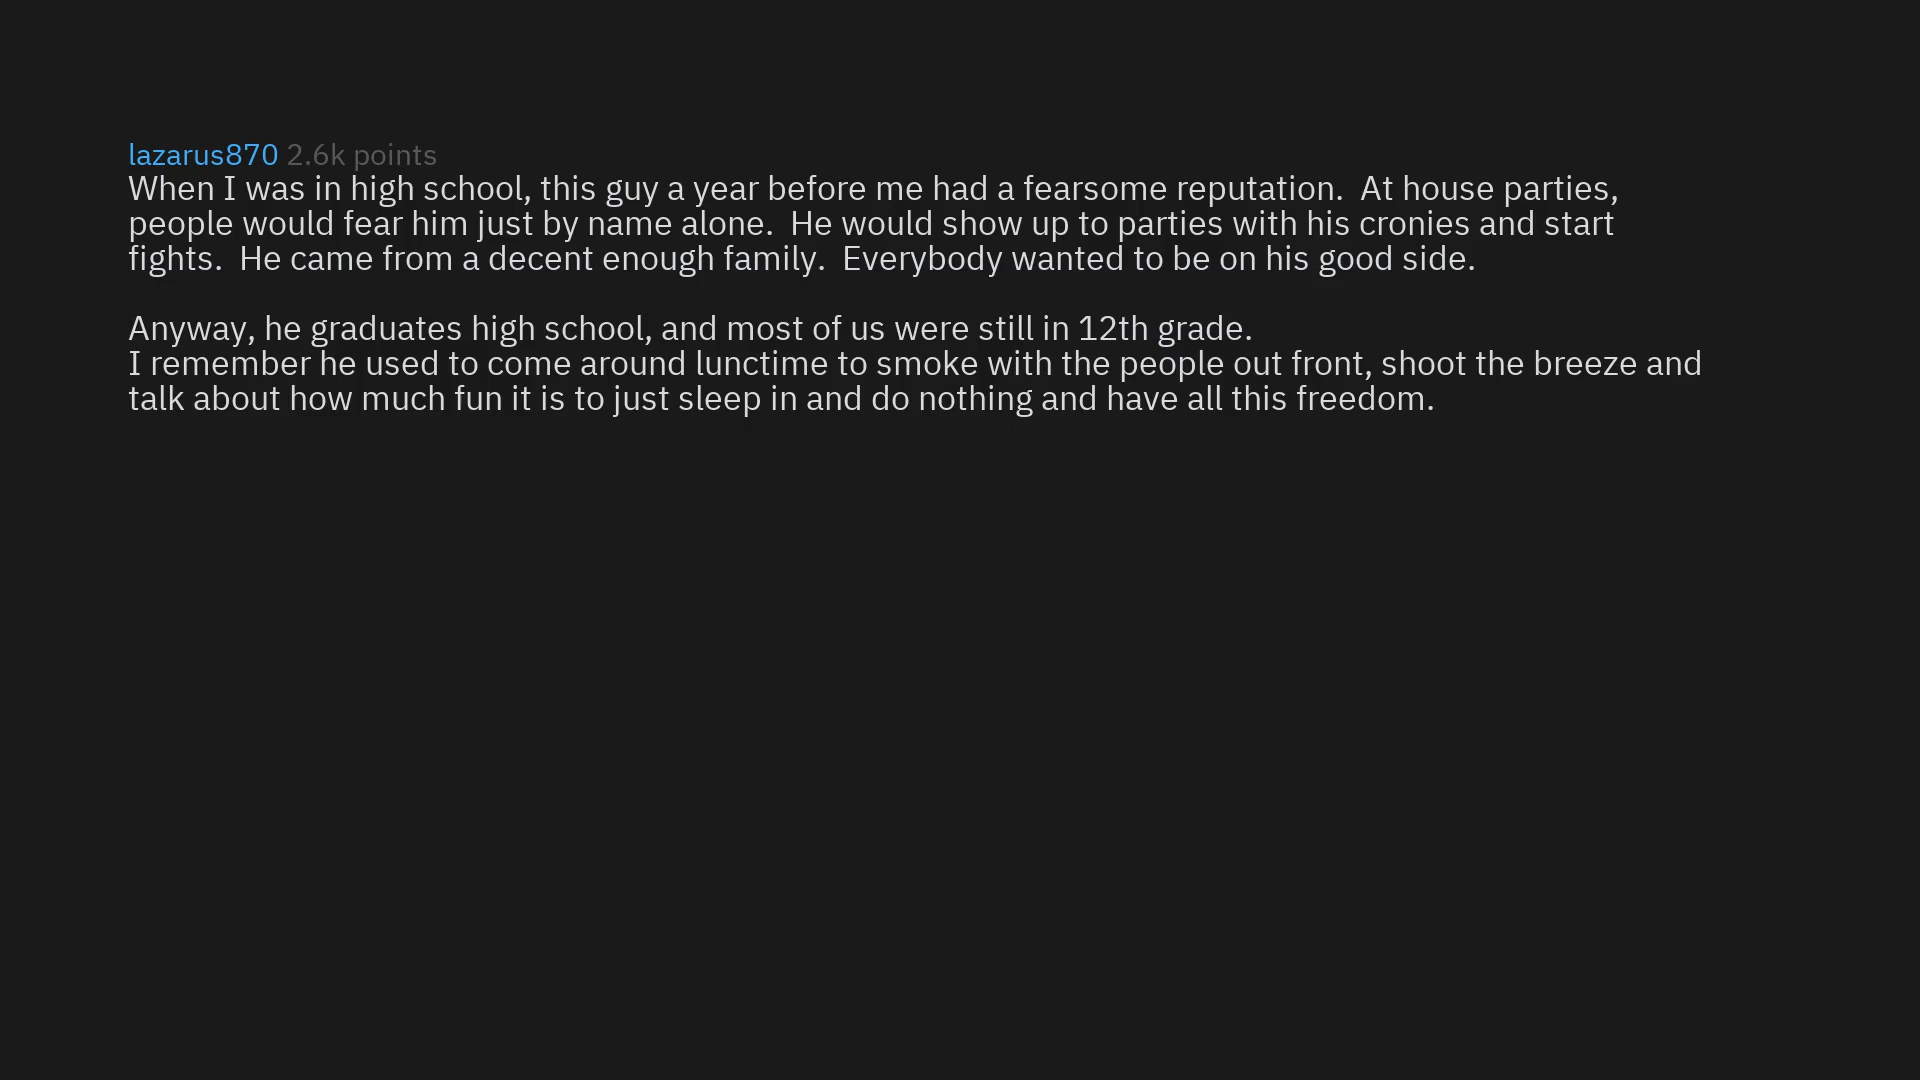 lazarus870 2.6k points
When I was in high school, this guy a year before me had a fearsome reputation.  At house parties,
people would fear him just by name alone.  He would show up to parties with his cronies and start
fights.  He came from a decent enough family.  Everybody wanted to be on his good side.
Anyway, he graduates high school, and most of us were still in 12th grade.
I remember he used to come around lunctime to smoke with the people out front, shoot the breeze and
talk about how much fun it is to just sleep in and do nothing and have all this freedom.